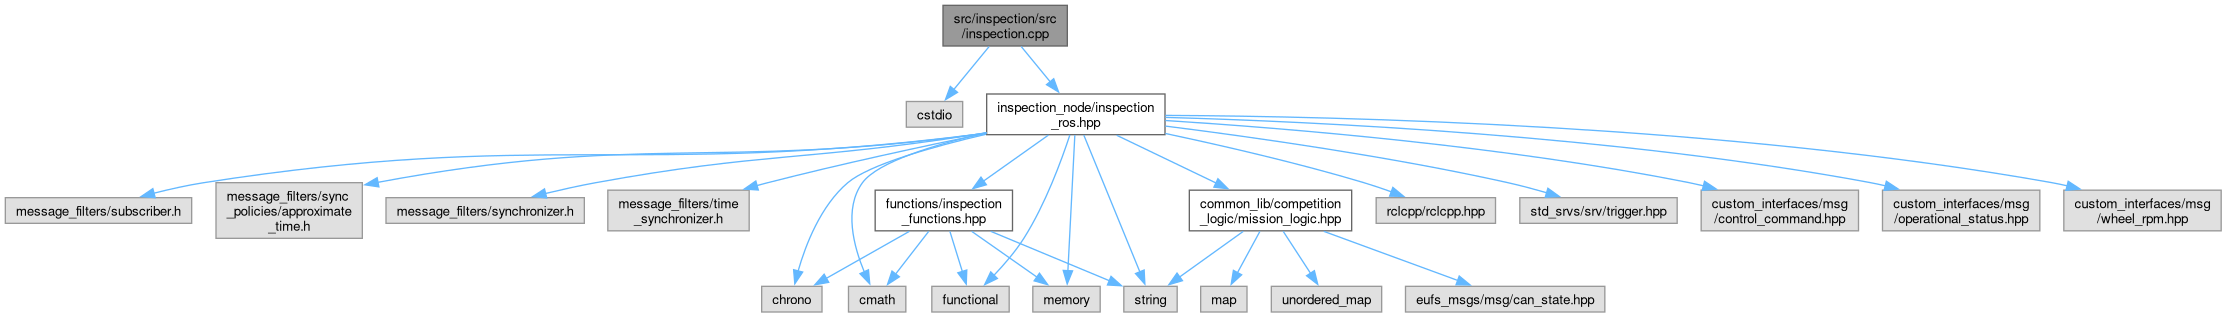 src/inspection/src
/inspection.cpp
cstdio
inspection_node/inspection
_ros.hpp
message_filters/subscriber.h
message_filters/sync
_policies/approximate
_time.h
message_filters/synchronizer.h
message_filters/time
_synchronizer.h
functions/inspection
_functions.hpp
common_lib/competition
_logic/mission_logic.hpp
rclcpp/rclcpp.hpp
std_srvs/srv/trigger.hpp
custom_interfaces/msg
/control_command.hpp
custom_interfaces/msg
/operational_status.hpp
custom_interfaces/msg
/wheel_rpm.hpp
chrono
cmath
functional
memory
string
map
unordered_map
eufs_msgs/msg/can_state.hpp